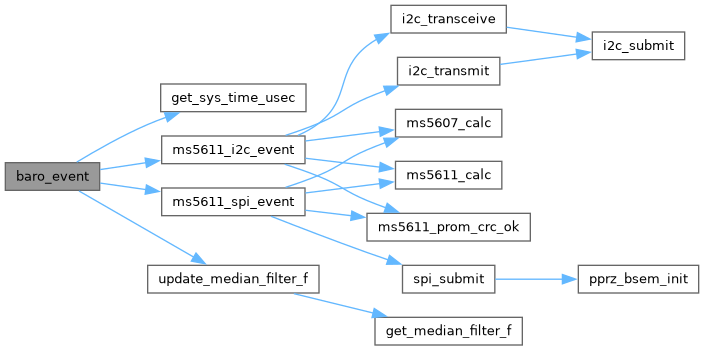 baro_event
get_sys_time_usec
ms5611_i2c_event
ms5611_spi_event
update_median_filter_f
i2c_transceive
i2c_transmit
ms5607_calc
ms5611_calc
ms5611_prom_crc_ok
spi_submit
get_median_filter_f
i2c_submit
pprz_bsem_init